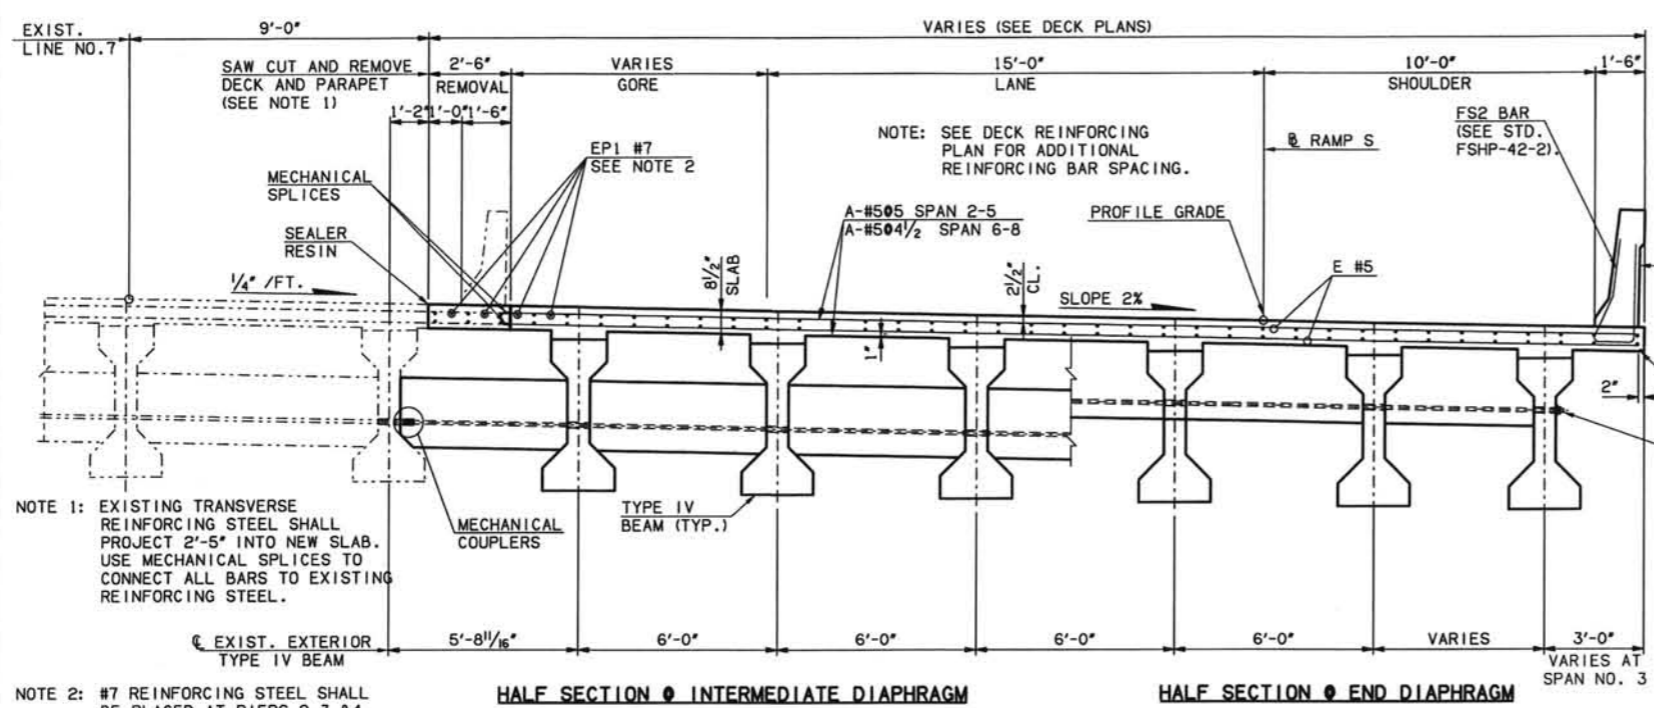 EXIST.
LINE NO.7
9'-0"
VARIES (SEE DECK PLANS)
SAW CUT AND REMOVE
DECK AND PARAPET
(SEE NOTE 1)
2'-6"
REMOVAL
VARIES
GORE
15'-0"
LANE
10'-0"
SHOULDER
1'-6"
1'-2"
1'-0"
1'-6"
NOTE: SEE DECK REINFORCING
PLAN FOR ADDITIONAL
REINFORCING BAR SPACING.
FS2 BAR
(SEE STD.
FSHP-42-2).
EP1 #7
SEE NOTE 2
℄ RAMP S
MECHANICAL
SPLICES
SEALER
RESIN
A-#5@5 SPAN 2-5
A-#5@4½ SPAN 6-8
PROFILE GRADE
E #5
¼" /FT.
8½"
SLAB
2½"
CL.
SLOPE 2%
1"
2"
NOTE 1: EXISTING TRANSVERSE
REINFORCING STEEL SHALL
PROJECT 2'-5" INTO NEW SLAB.
USE MECHANICAL SPLICES TO
CONNECT ALL BARS TO EXISTING
REINFORCING STEEL.
MECHANICAL
COUPLERS
TYPE IV
BEAM (TYP.)
℄ EXIST. EXTERIOR
TYPE IV BEAM
5'-8 11/16"
6'-0"
6'-0"
6'-0"
6'-0"
VARIES
3'-0"
VARIES AT
SPAN NO. 3
NOTE 2: #7 REINFORCING STEEL SHALL
HALF SECTION @ INTERMEDIATE DIAPHRAGM
HALF SECTION @ END DIAPHRAGM